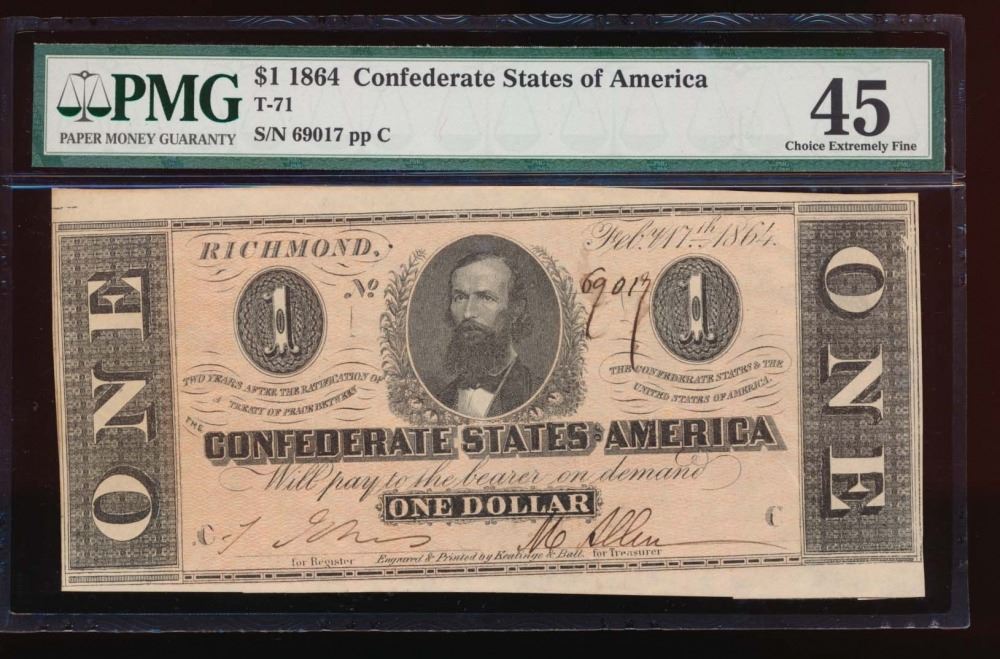 PMG
PAPER MONEY GUARANTY
$1 1864 Confederate States of America
T-71
S/N 69017 pp C
45
Choice Extremely Fine
RICHMOND.
Feb.y 17th 1864.
No 69017
1
1
ONE
ONE
TWO YEARS AFTER THE RATIFICATION OF
A TREATY OF PEACE BETWEEN
THE CONFEDERATE STATES & THE
UNITED STATES OF AMERICA.
THE
CONFEDERATE STATES OF AMERICA
Will pay to the bearer on demand
ONE DOLLAR
C
C
Allen
for Register
Engraved & Printed by Keatinge & Ball.
for Treasurer